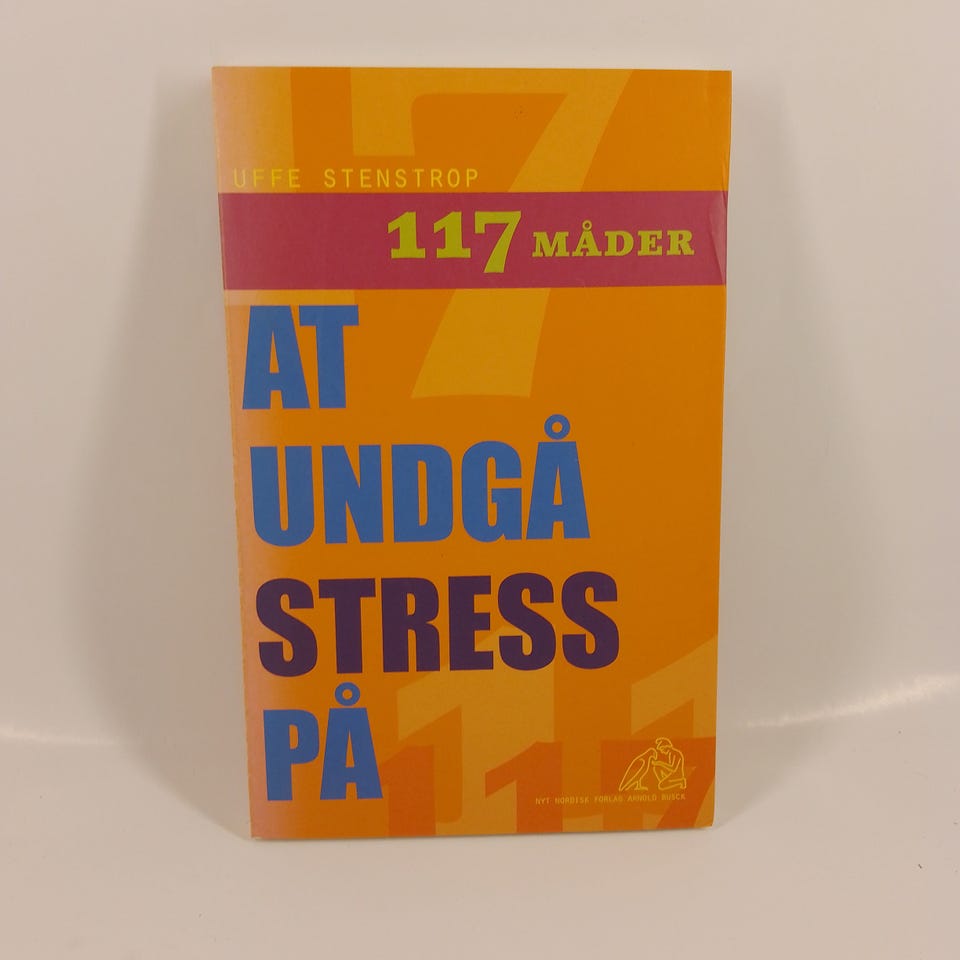 UFFE STENSTROP
117 MÅDER
AT
UNDGÅ
STRESS
PÅ
NYT NORDISK FORLAG ARNOLD BUSCK